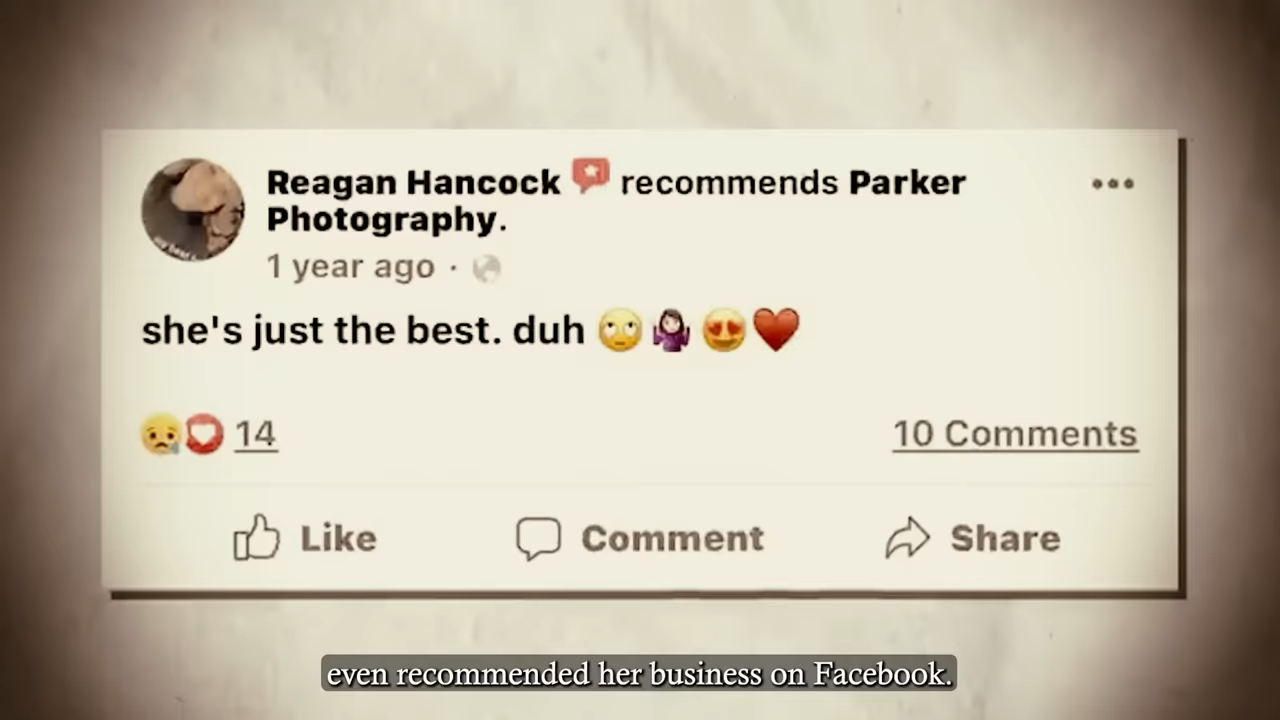 Reagan Hancock recommends Parker
Photography.
1 year ago ·
she's just the best. duh 🙄🤷‍♀️😍❤️
14
10 Comments
Like
Comment
Share
even recommended her business on Facebook.